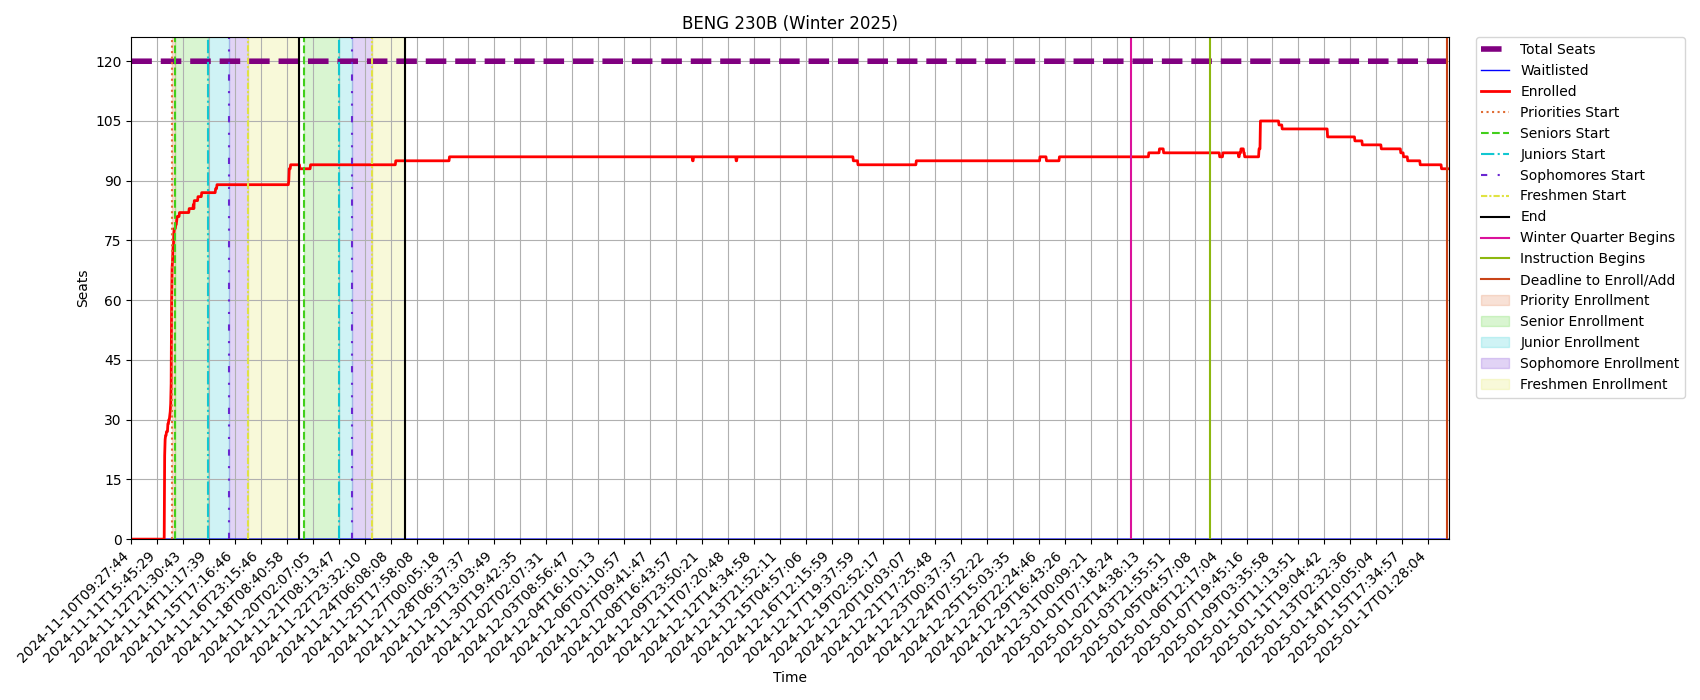 BENG 230B (Winter 2025)
Seats
120
105
90
75
60
45
30
15
0
2024-11-10T09:27:44
2024-11-11T15:45:29
2024-11-12T21:30:43
2024-11-14T11:17:39
2024-11-15T17:16:46
2024-11-16T23:15:46
2024-11-18T08:40:58
2024-11-20T02:07:05
2024-11-21T08:13:47
2024-11-22T23:32:10
2024-11-24T06:08:08
2024-11-25T17:58:08
2024-11-27T00:05:18
2024-11-28T06:37:37
2024-11-29T13:03:49
2024-11-30T19:42:35
2024-12-02T02:07:31
2024-12-03T08:56:47
2024-12-04T16:10:13
2024-12-06T01:10:57
2024-12-07T09:41:47
2024-12-08T16:43:57
2024-12-09T23:50:21
2024-12-11T07:20:48
2024-12-12T14:34:58
2024-12-13T21:52:11
2024-12-15T04:57:06
2024-12-16T12:15:59
2024-12-17T19:37:59
2024-12-19T02:52:17
2024-12-20T10:03:07
2024-12-21T17:25:48
2024-12-23T00:37:37
2024-12-24T07:52:22
2024-12-25T15:03:35
2024-12-26T22:24:46
2024-12-29T16:43:26
2024-12-31T00:09:21
2025-01-01T07:18:24
2025-01-02T14:38:13
2025-01-03T21:55:51
2025-01-05T04:57:08
2025-01-06T12:17:04
2025-01-07T19:45:16
2025-01-09T03:35:58
2025-01-10T11:13:51
2025-01-11T19:04:42
2025-01-13T02:32:36
2025-01-14T10:05:04
2025-01-15T17:34:57
2025-01-17T01:28:04
Time
Total Seats
Waitlisted
Enrolled
Priorities Start
Seniors Start
Juniors Start
Sophomores Start
Freshmen Start
End
Winter Quarter Begins
Instruction Begins
Deadline to Enroll/Add
Priority Enrollment
Senior Enrollment
Junior Enrollment
Sophomore Enrollment
Freshmen Enrollment